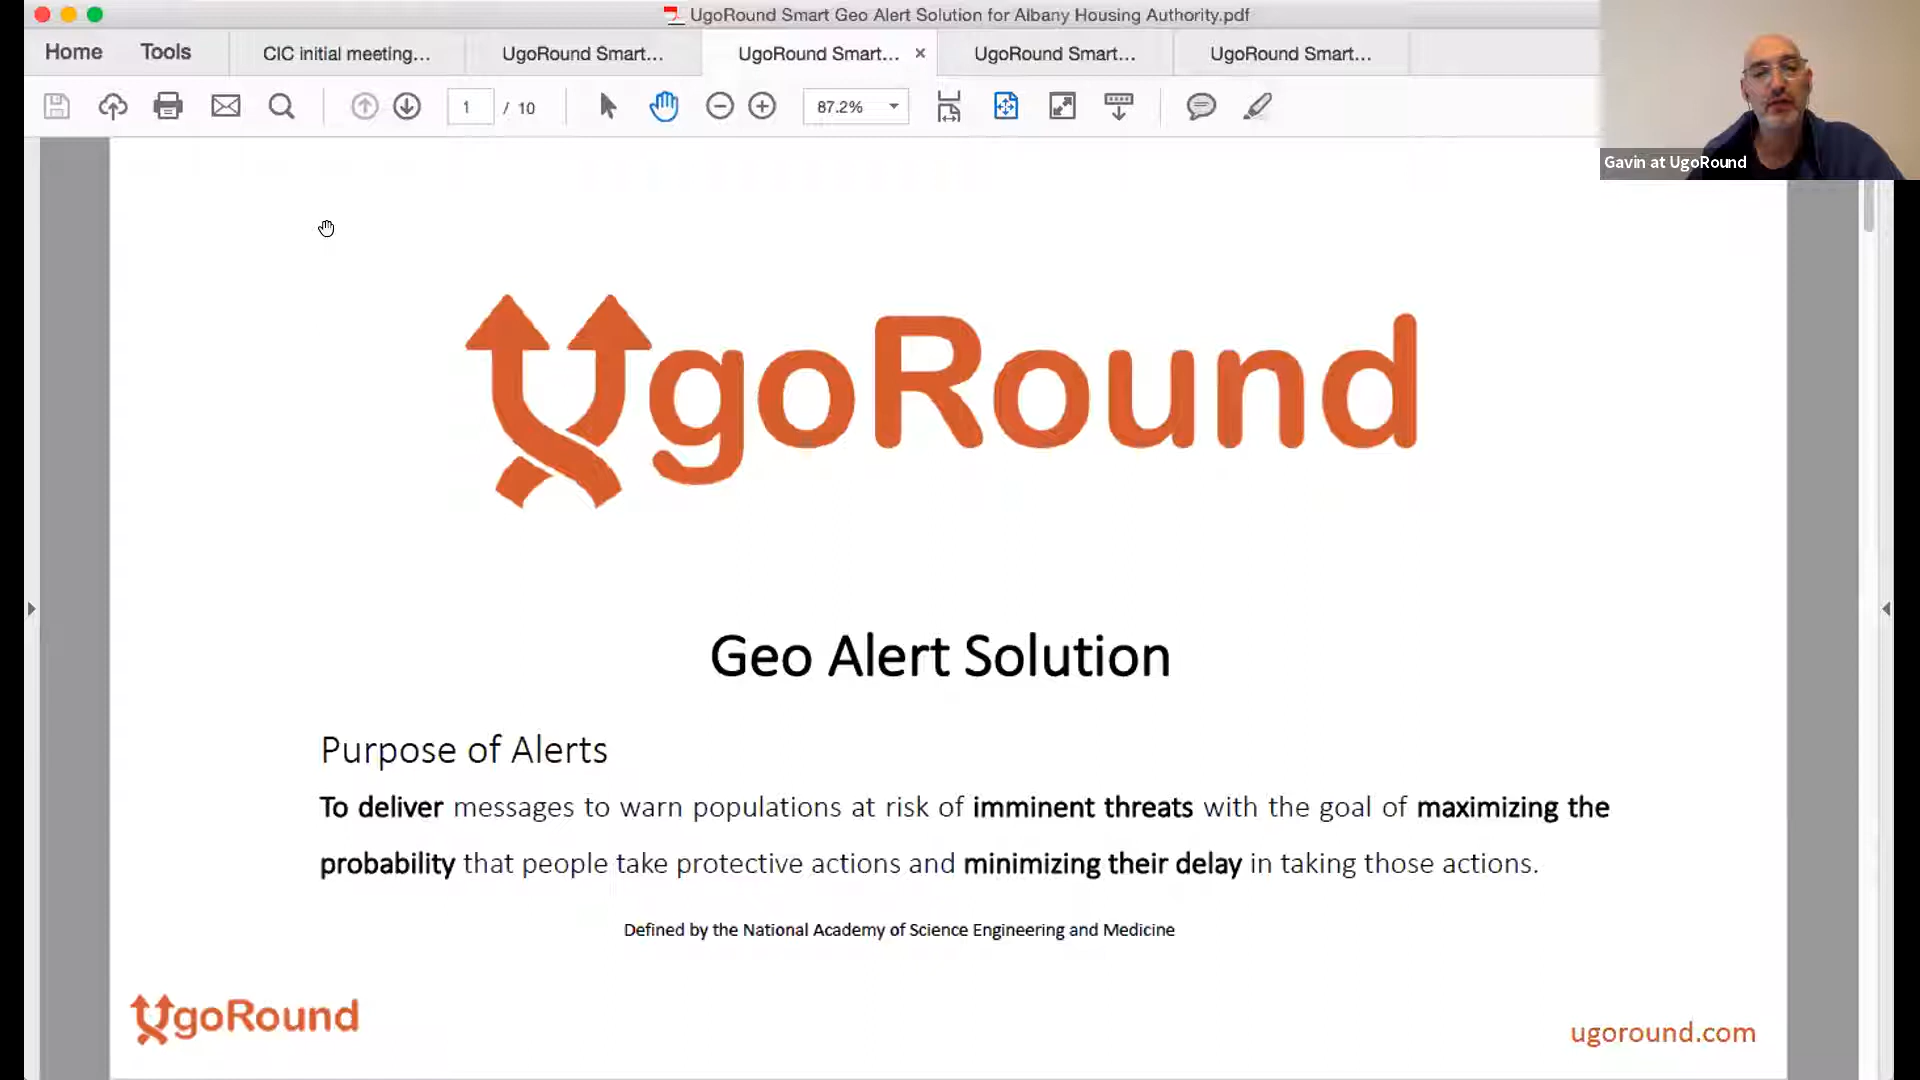 UgoRound Smart Geo Alert Solution for Albany Housing Authority.pdf
Home Tools CIC initial meeting... UgoRound Smart... UgoRound Smart... × UgoRound Smart... UgoRound Smart...
1 / 10 87.2%
Gavin at UgoRound
UgoRound
Geo Alert Solution
Purpose of Alerts
To deliver messages to warn populations at risk of imminent threats with the goal of maximizing the
probability that people take protective actions and minimizing their delay in taking those actions.
Defined by the National Academy of Science Engineering and Medicine
UgoRound
ugoround.com